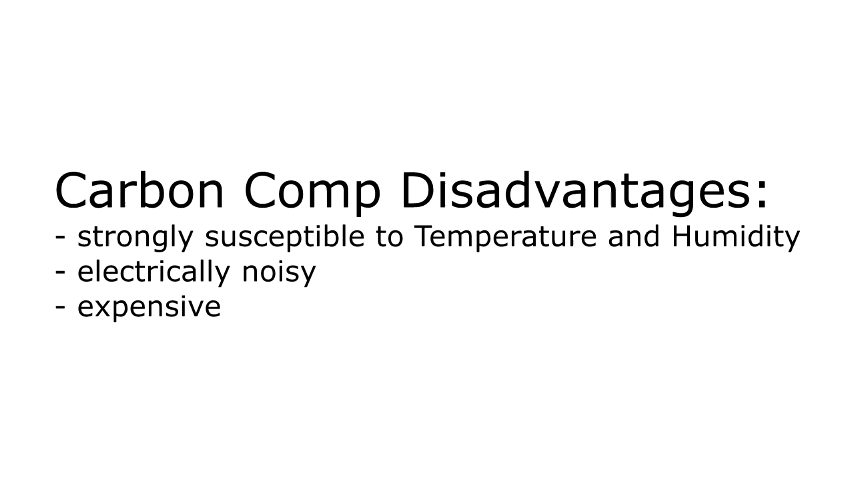 Carbon Comp Disadvantages:
- strongly susceptible to Temperature and Humidity
- electrically noisy
- expensive